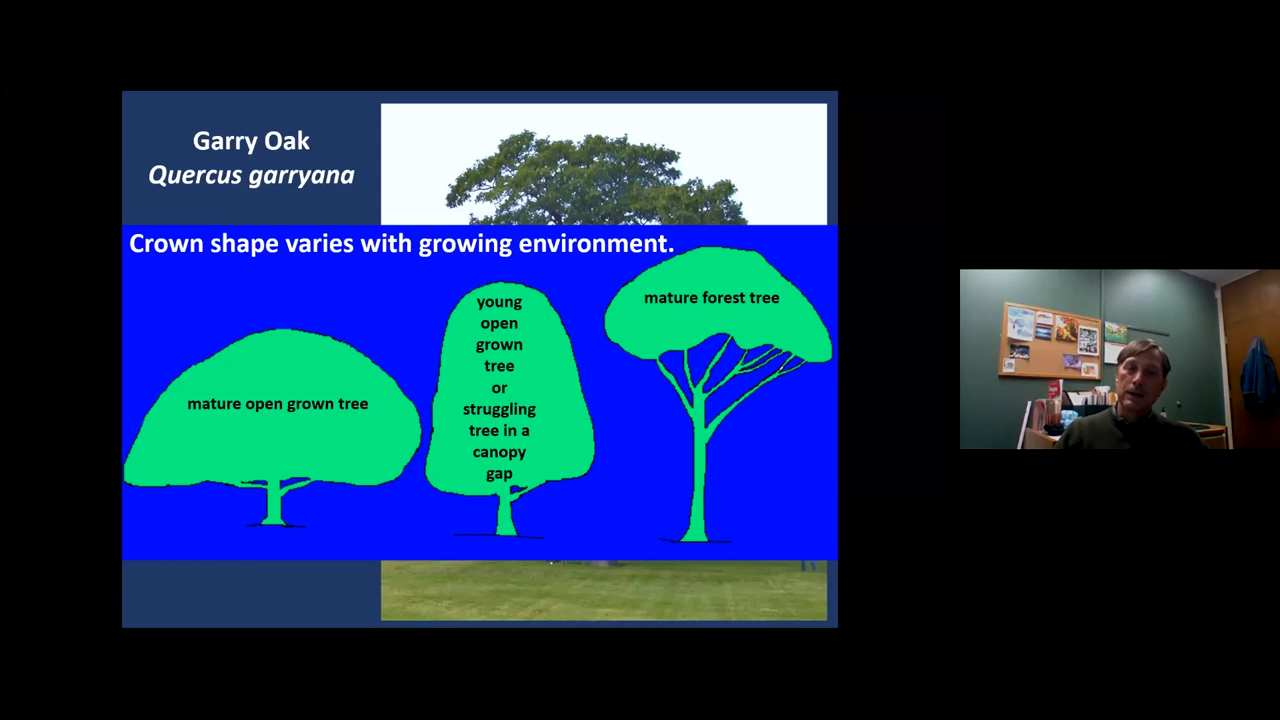 Garry Oak
Quercus garryana
Crown shape varies with growing environment.
mature open grown tree
young
open
grown
tree
or
struggling
tree in a
canopy
gap
mature forest tree